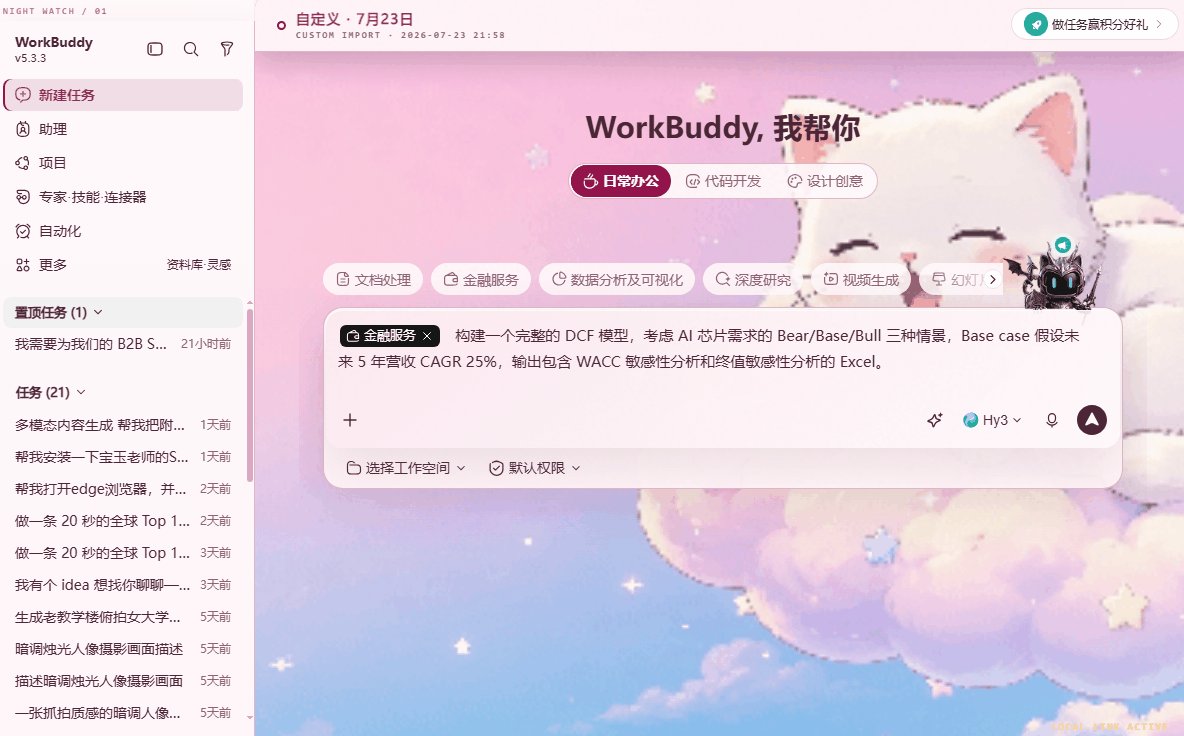 NIGHT WATCH / 01
WorkBuddy
v5.3.3
新建任务
助理
项目
专家·技能·连接器
自动化
更多 资料库·灵感
置顶任务 (1)
我需要为我们的 B2B S... 21小时前
任务 (21)
多模态内容生成 帮我把附... 1天前
帮我安装一下宝玉老师的S... 1天前
帮我打开edge浏览器，并... 2天前
做一条 20 秒的全球 Top 1... 2天前
做一条 20 秒的全球 Top 1... 3天前
我有个 idea 想找你聊聊—... 3天前
生成老教学楼俯拍女大学... 5天前
暗调烛光人像摄影画面描述 5天前
描述暗调烛光人像摄影画面 5天前
一张抓拍质感的暗调人像... 5天前
自定义 · 7月23日
CUSTOM IMPORT · 2026-07-23 21:58
做任务赢积分好礼
WorkBuddy, 我帮你
日常办公 代码开发 设计创意
文档处理 金融服务 数据分析及可视化 深度研究 视频生成 幻灯
金融服务 构建一个完整的 DCF 模型，考虑 AI 芯片需求的 Bear/Base/Bull 三种情景，Base case 假设未
来 5 年营收 CAGR 25%，输出包含 WACC 敏感性分析和终值敏感性分析的 Excel。
Hy3
选择工作空间 默认权限
LOCAL LINK ACTIVE